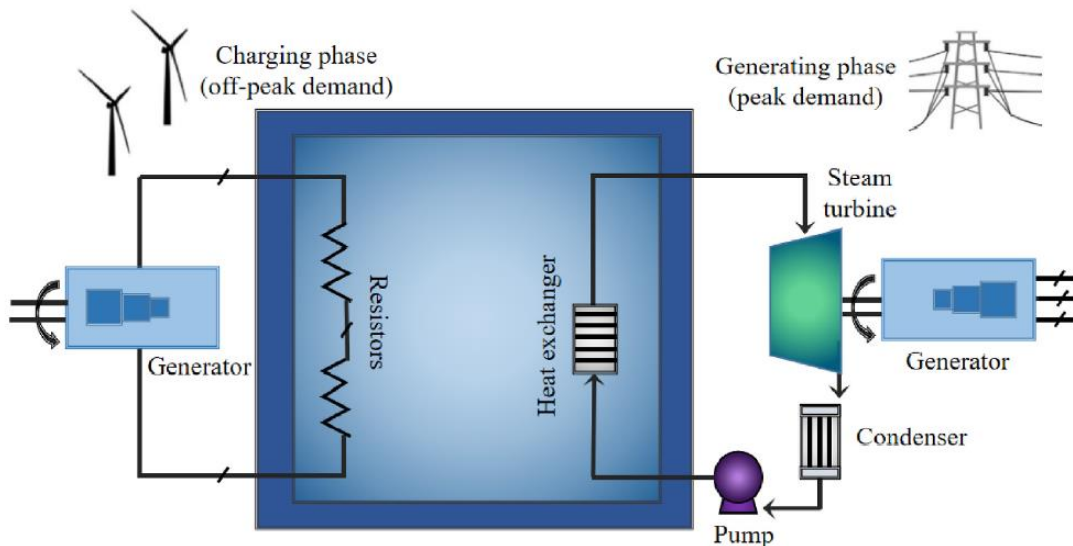 Charging phase
(off-peak demand)
Generating phase
(peak demand)
Steam
turbine
Resistors
Heat exchanger
Generator
Generator
Condenser
Pump